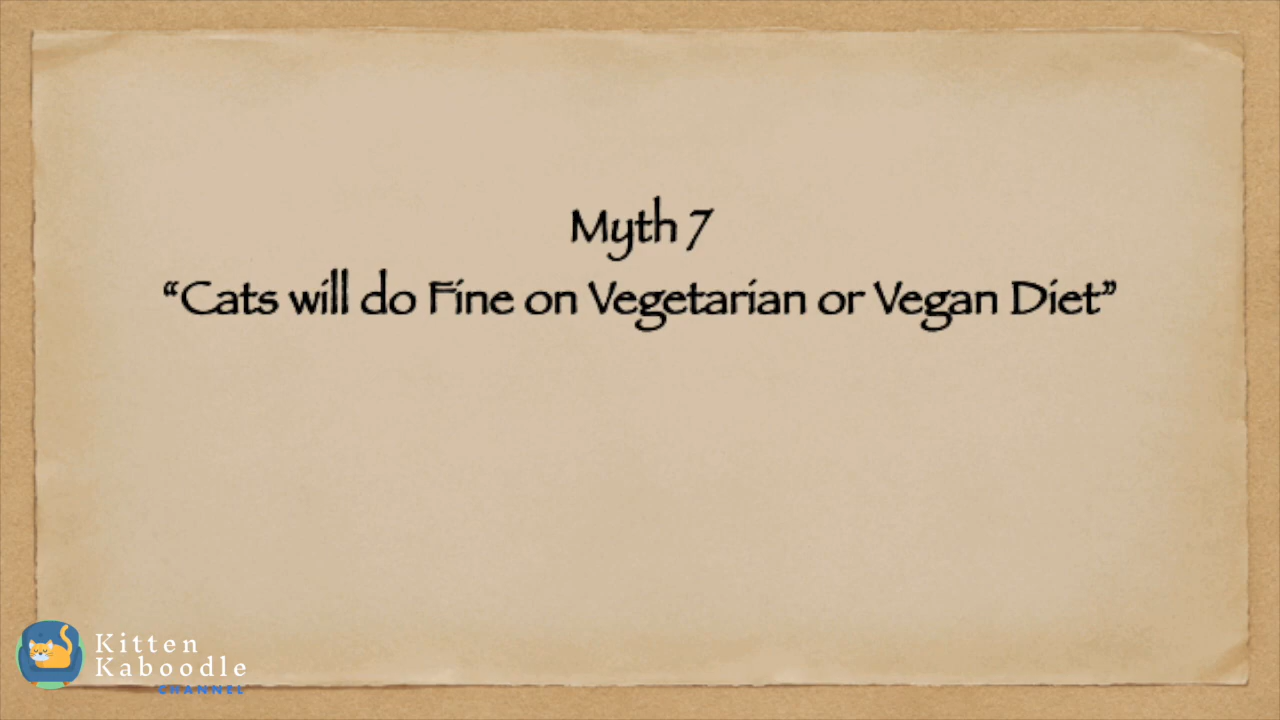 Myth 7
“Cats will do Fine on Vegetarian or Vegan Diet”
Kitten
Kaboodle
CHANNEL